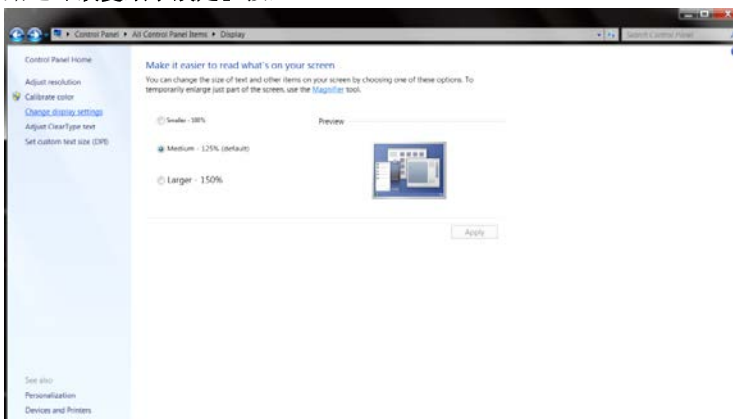 Control Panel ▸ All Control Panel Items ▸ Display
Search Control Panel
Control Panel Home
Adjust resolution
Calibrate color
Change display settings
Adjust ClearType text
Set custom text size (DPI)
Make it easier to read what's on your screen
You can change the size of text and other items on your screen by choosing one of these options. To
temporarily enlarge just part of the screen, use the Magnifier tool.
Smaller - 100%
Preview
Medium - 125% (default)
Larger - 150%
Apply
See also
Personalization
Devices and Printers